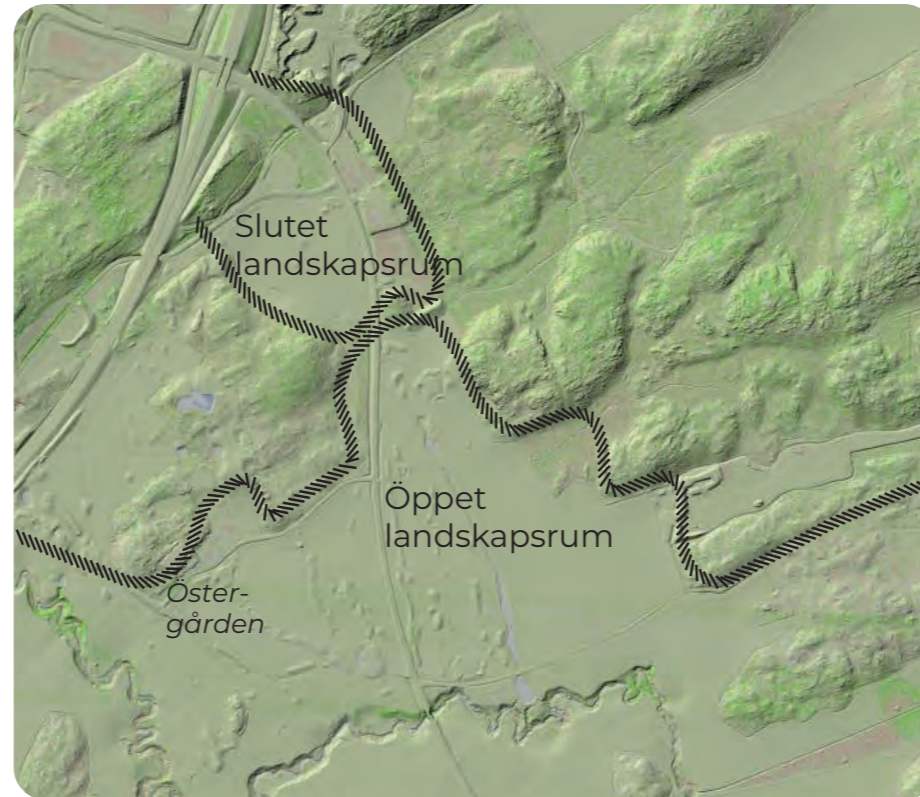 Slutet
landskapsrum
Öppet
landskapsrum
Öster-
gården